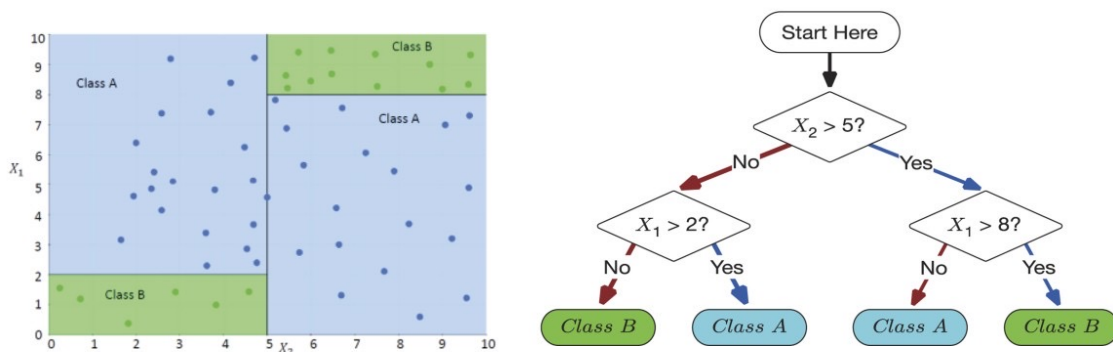 10
9
8
7
6
5
4
3
2
1
0
X₁
Class A
Class B
Class A
Class B
0 1 2 3 4 5 6 7 8 9 10
X₂
Start Here
X₂ > 5?
No Yes
X₁ > 2? X₁ > 8?
No Yes No Yes
Class B Class A Class A Class B